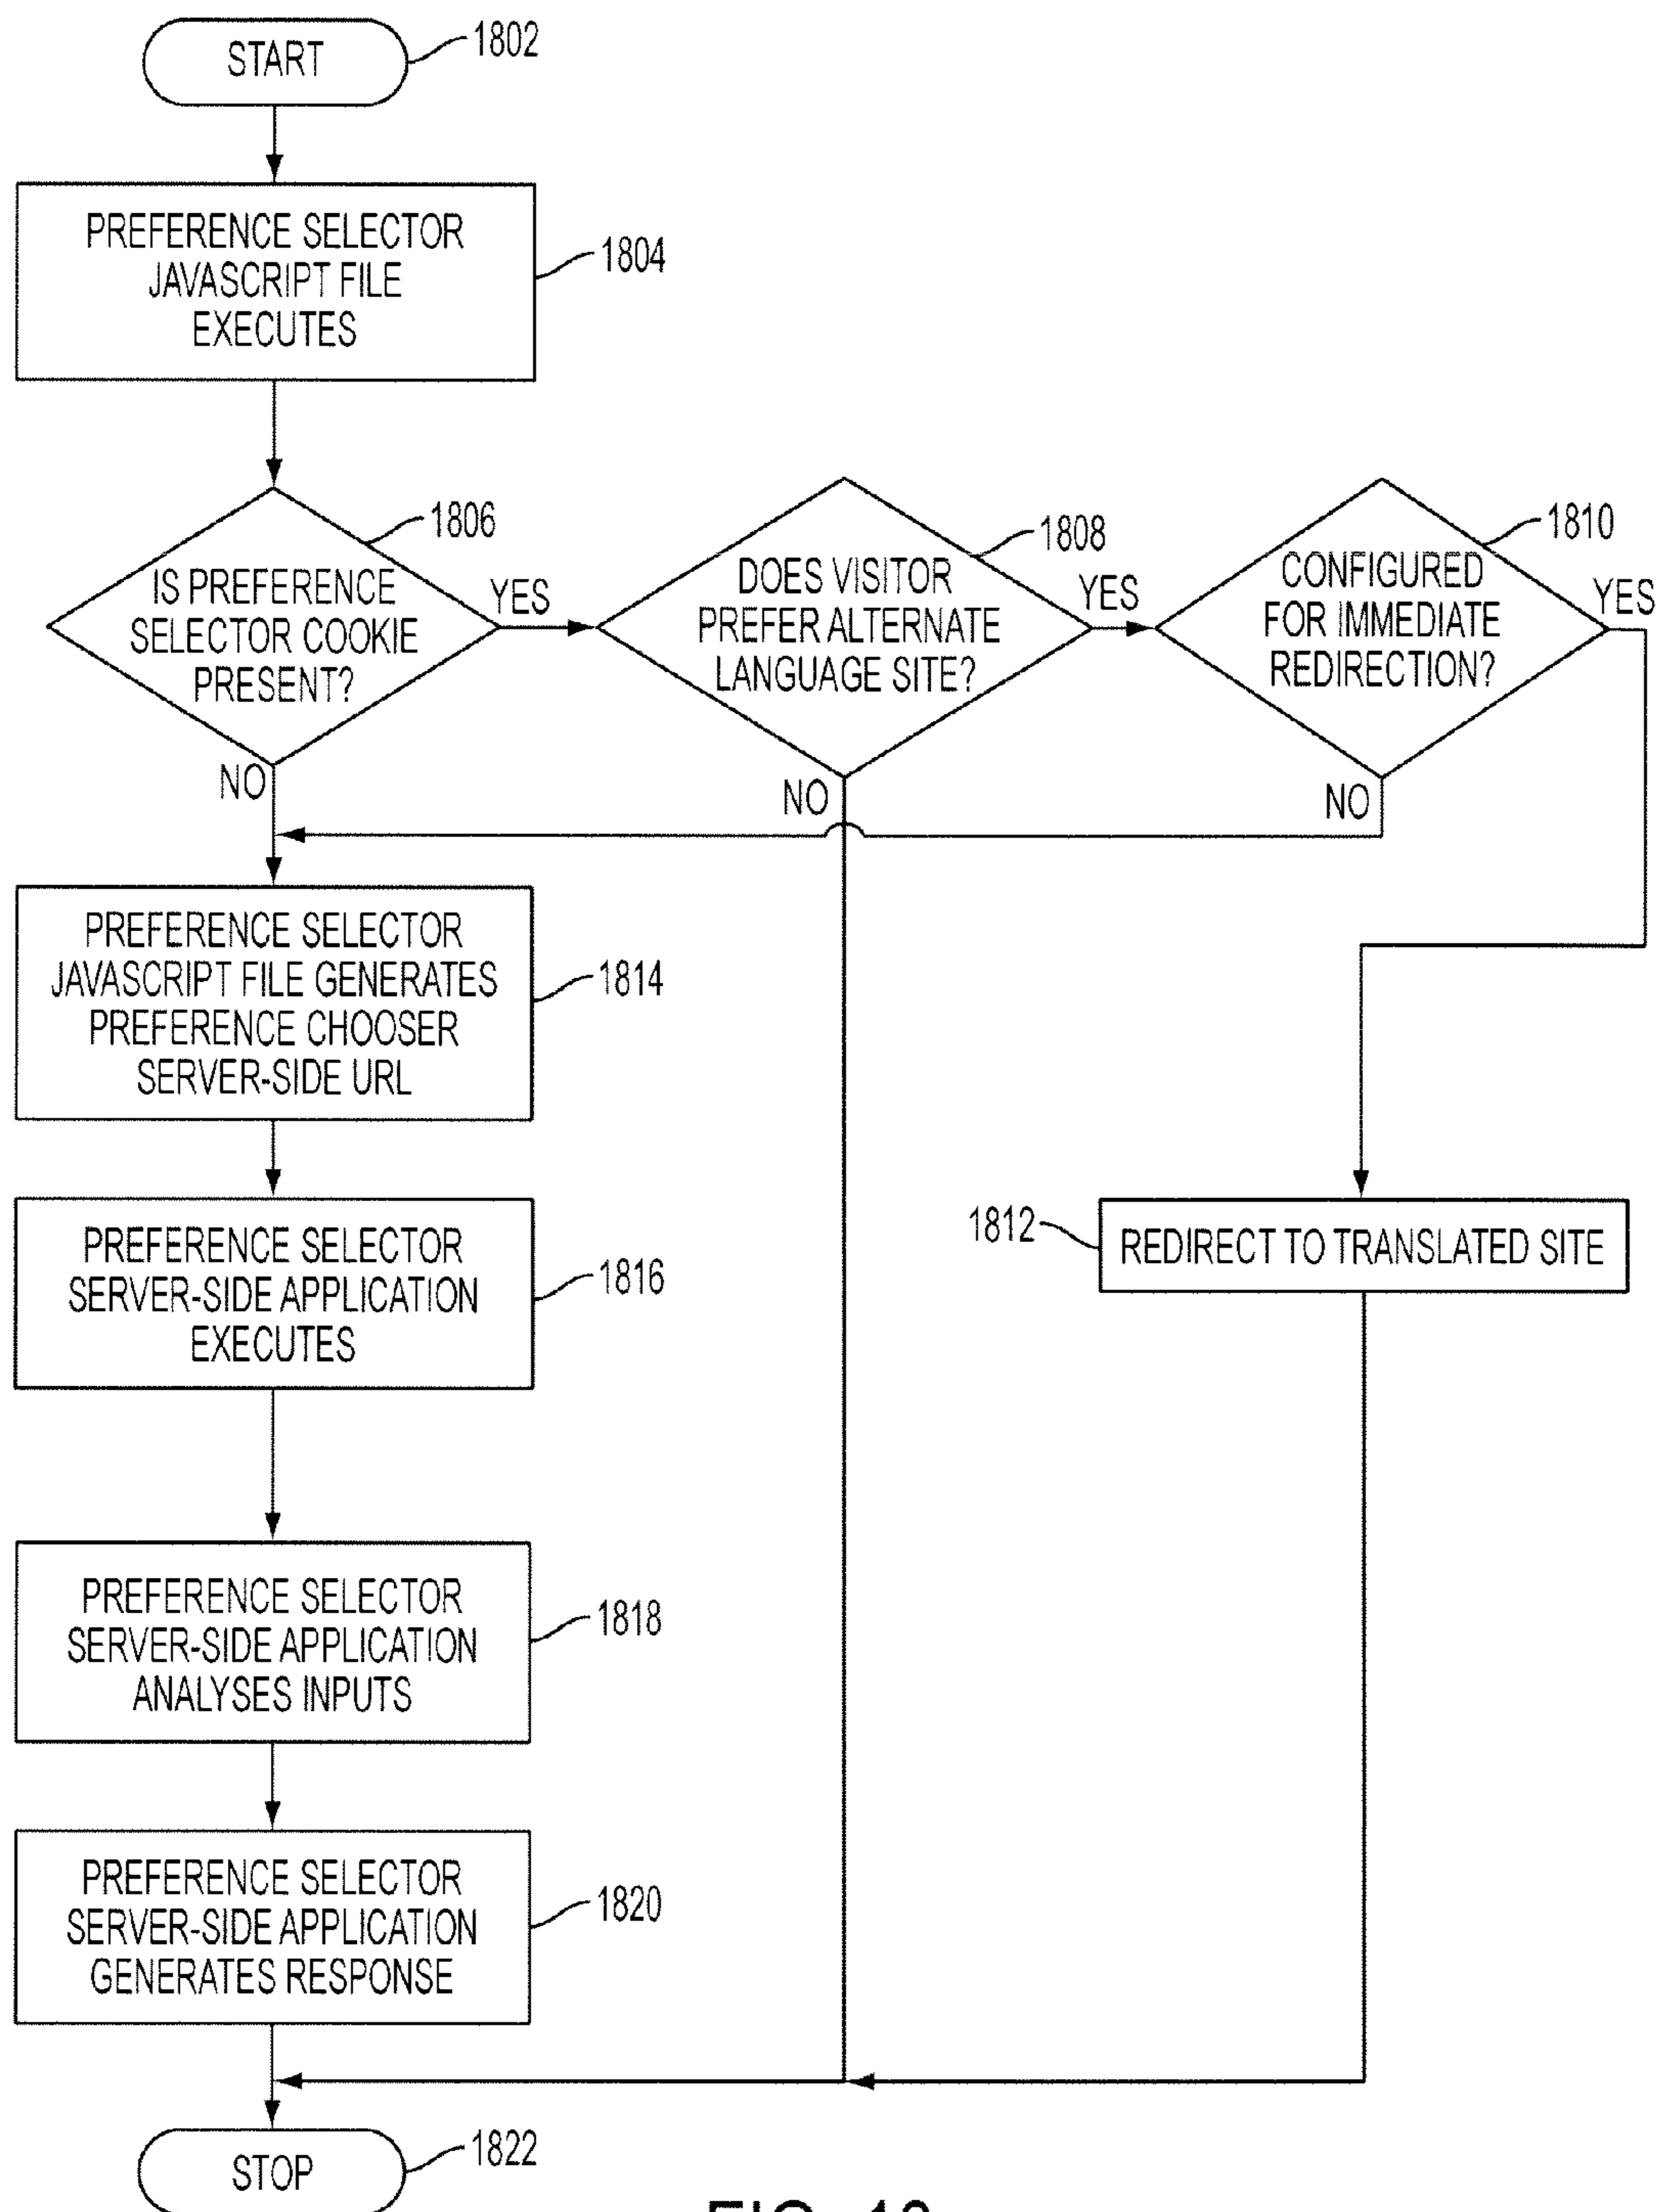 START
1802
PREFERENCE SELECTOR
JAVASCRIPT FILE
EXECUTES
1804
1806
IS PREFERENCE
SELECTOR COOKIE
PRESENT?
YES
NO
1808
DOES VISITOR
PREFER ALTERNATE
LANGUAGE SITE?
YES
NO
1810
CONFIGURED
FOR IMMEDIATE
REDIRECTION?
YES
NO
PREFERENCE SELECTOR
JAVASCRIPT FILE GENERATES
PREFERENCE CHOOSER
SERVER-SIDE URL
1814
PREFERENCE SELECTOR
SERVER-SIDE APPLICATION
EXECUTES
1816
1812
REDIRECT TO TRANSLATED SITE
PREFERENCE SELECTOR
SERVER-SIDE APPLICATION
ANALYSES INPUTS
1818
PREFERENCE SELECTOR
SERVER-SIDE APPLICATION
GENERATES RESPONSE
1820
STOP
1822